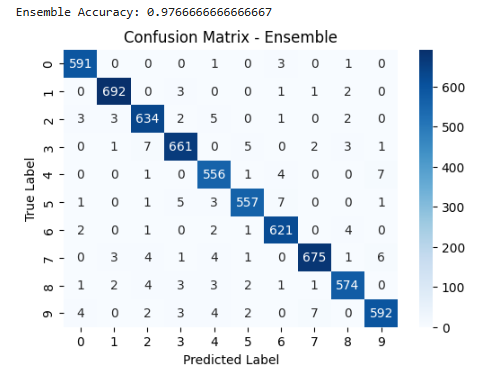 Ensemble Accuracy: 0.9766666666666667
Confusion Matrix - Ensemble
True Label
0 591 0 0 0 1 0 3 0 1 0
1 0 692 0 3 0 0 1 1 2 0
2 3 3 634 2 5 0 1 0 2 0
3 0 1 7 661 0 5 0 2 3 1
4 0 0 1 0 556 1 4 0 0 7
5 1 0 1 5 3 557 7 0 0 1
6 2 0 1 0 2 1 621 0 4 0
7 0 3 4 1 4 1 0 675 1 6
8 1 2 4 3 3 2 1 1 574 0
9 4 0 2 3 4 2 0 7 0 592
0 1 2 3 4 5 6 7 8 9
Predicted Label
600
500
400
300
200
100
0